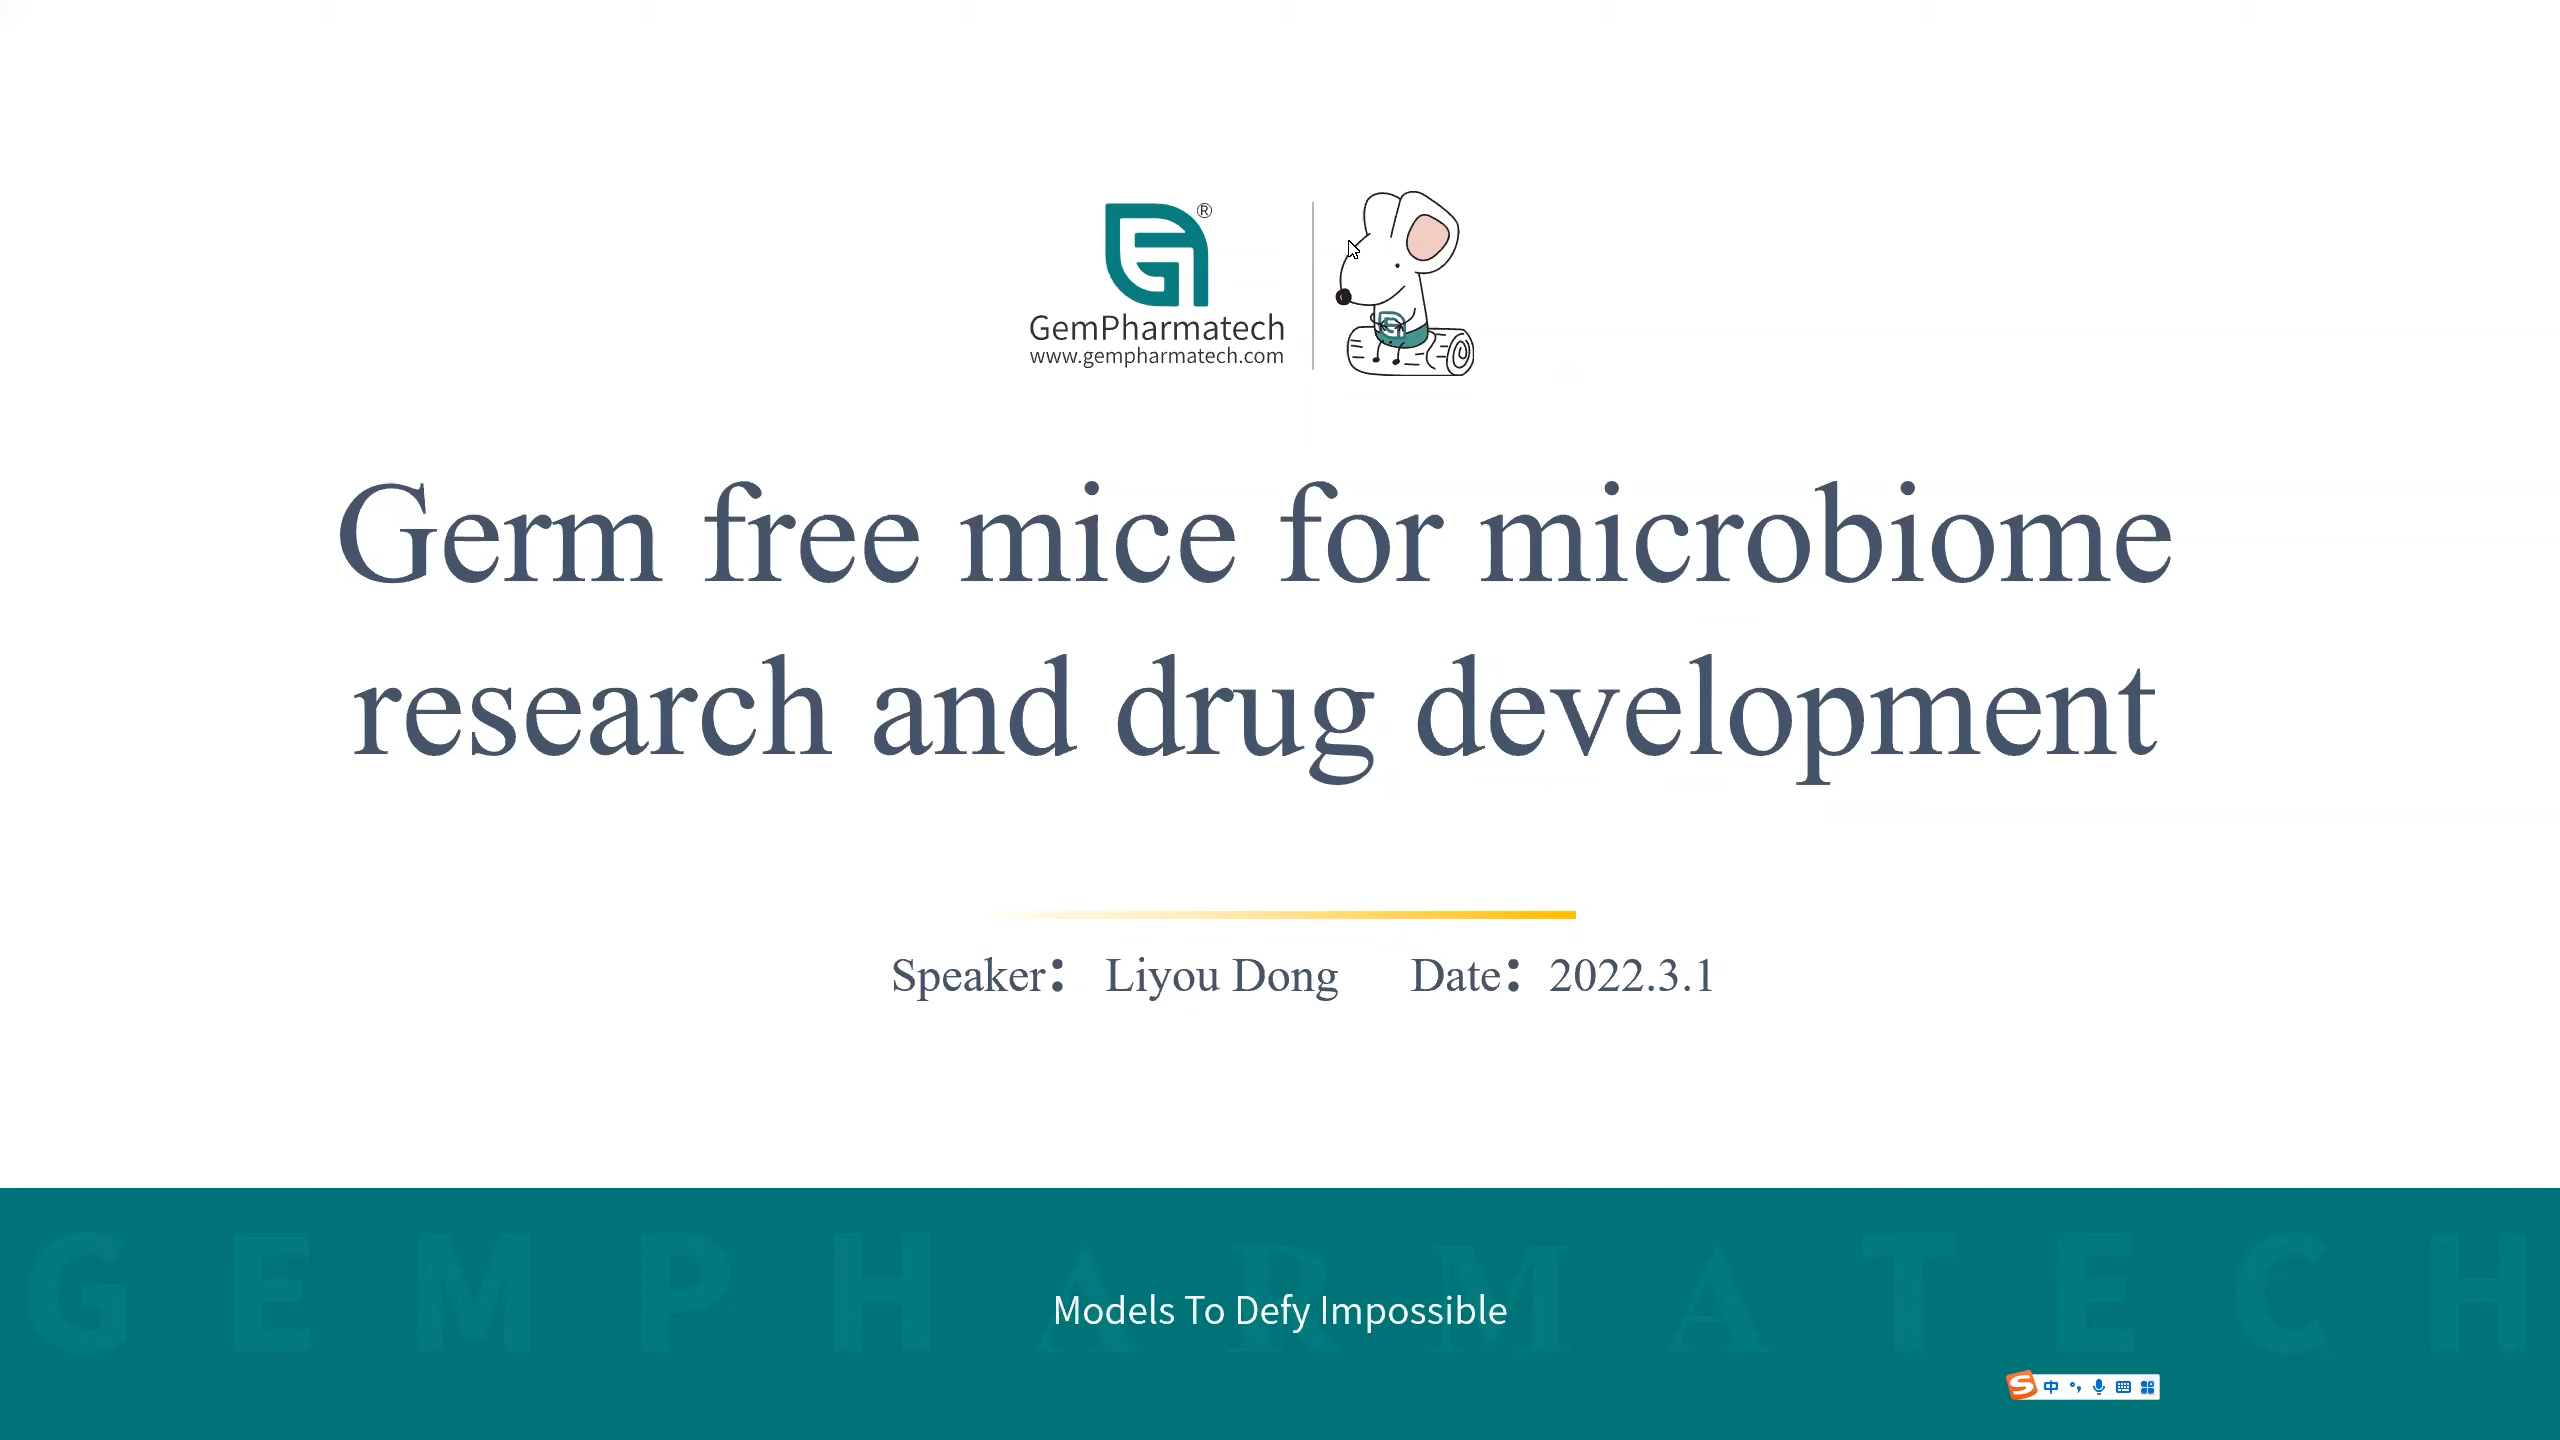 ®
GemPharmatech
www.gempharmatech.com
Germ free mice for microbiome
research and drug development
Speaker： Liyou Dong Date：2022.3.1
GEMPHARMATECH
Models To Defy Impossible
S 中